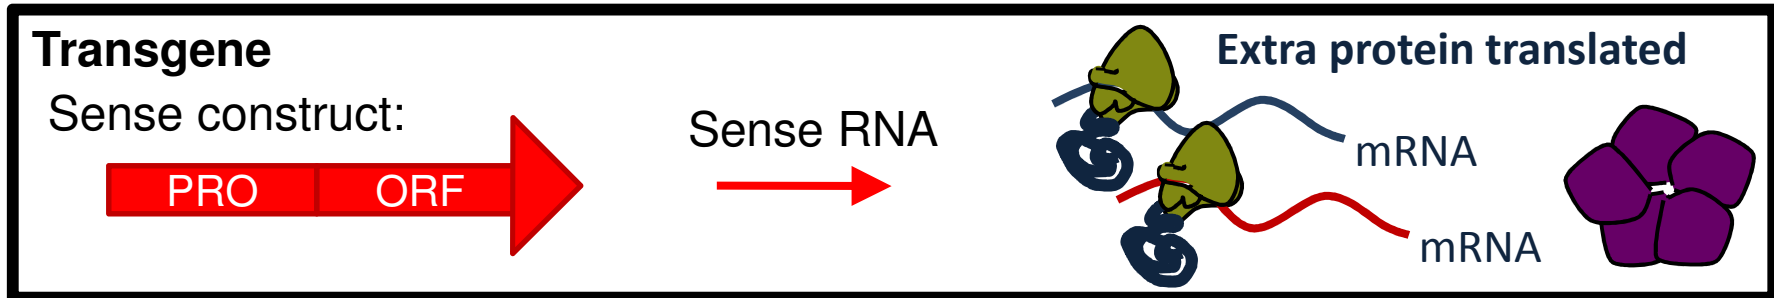 Transgene
Sense construct:
PRO ORF
Sense RNA
Extra protein translated
mRNA
mRNA